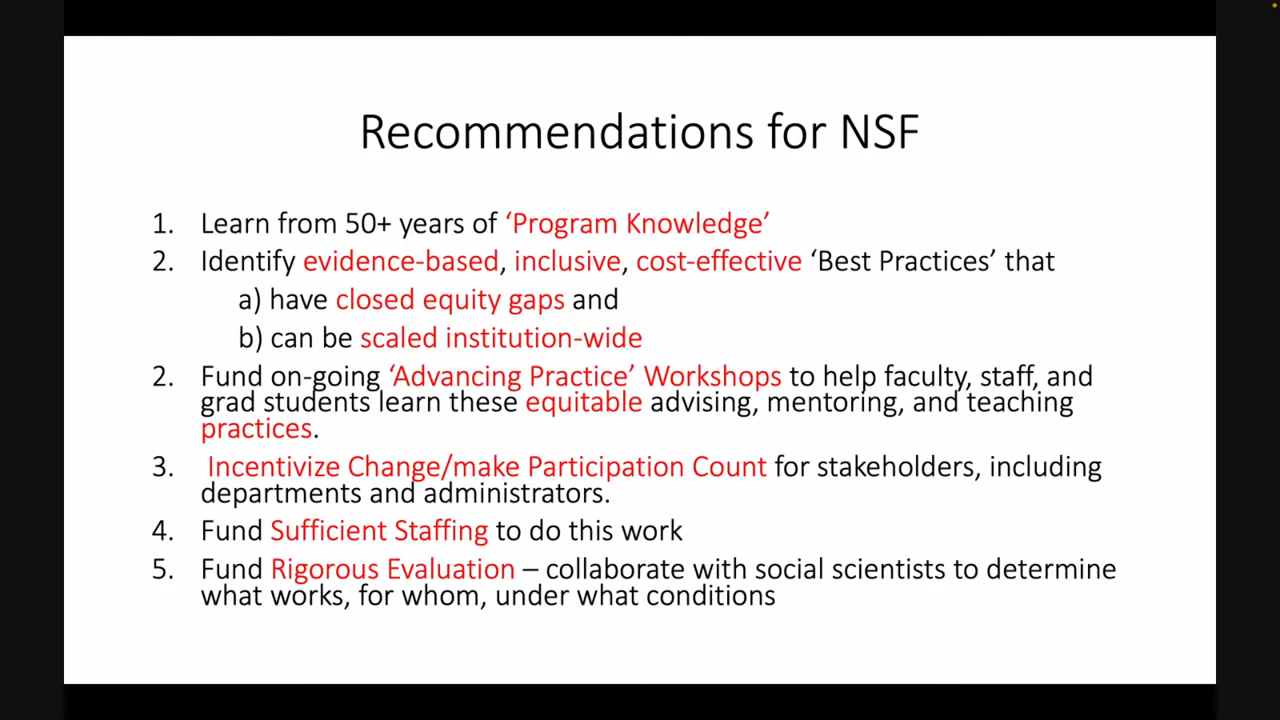 Recommendations for NSF
1. Learn from 50+ years of ‘Program Knowledge’
2. Identify evidence-based, inclusive, cost-effective ‘Best Practices’ that
a) have closed equity gaps and
b) can be scaled institution-wide
2. Fund on-going ‘Advancing Practice’ Workshops to help faculty, staff, and
grad students learn these equitable advising, mentoring, and teaching
practices.
3. Incentivize Change/make Participation Count for stakeholders, including
departments and administrators.
4. Fund Sufficient Staffing to do this work
5. Fund Rigorous Evaluation – collaborate with social scientists to determine
what works, for whom, under what conditions